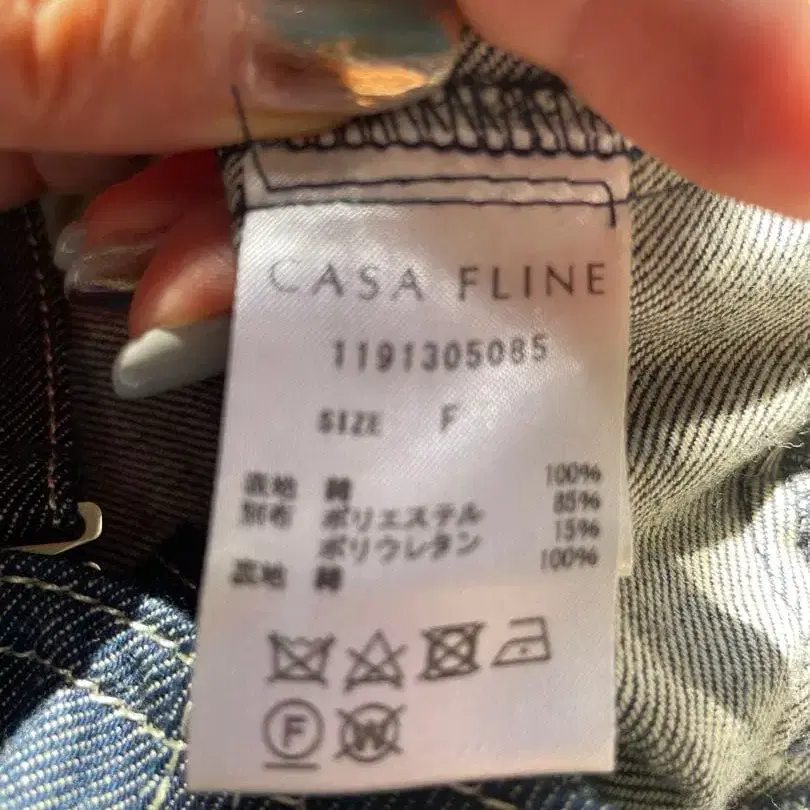 CASA FLINE
1191305085
SIZE F
表地 綿 100%
別布 ポリエステル 85%
ポリウレタン 15%
裏地 綿 100%
F
W